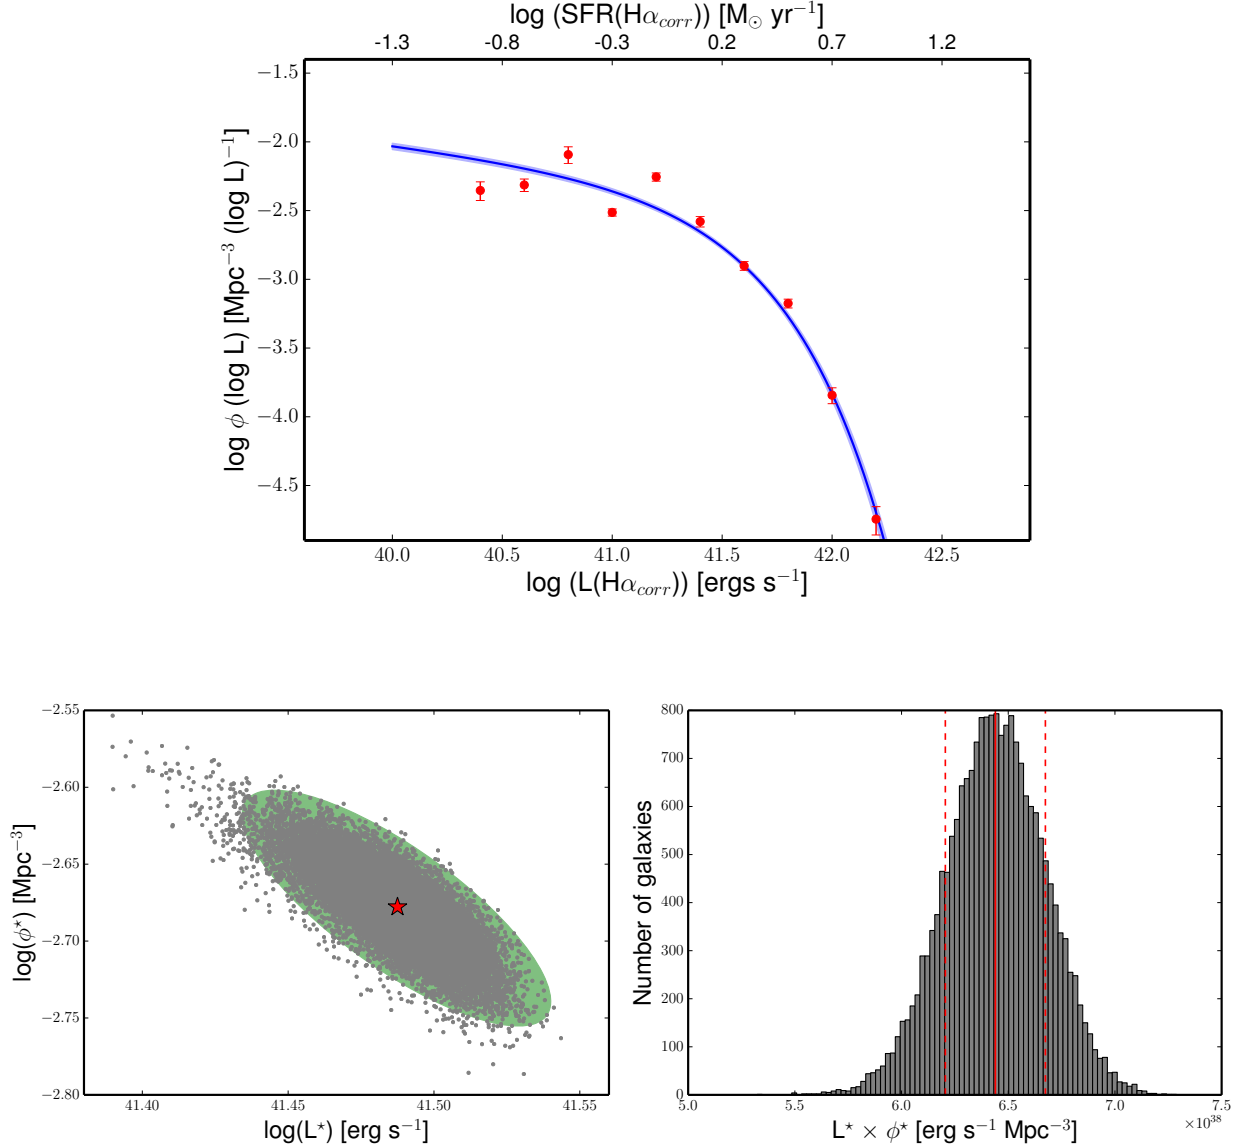 log (SFR(Hα_corr)) [M_⊙ yr^−1]
-1.3 -0.8 -0.3 0.2 0.7 1.2
log φ (log L) [Mpc^−3 (log L)^−1]
−1.5
−2.0
−2.5
−3.0
−3.5
−4.0
−4.5
40.0 40.5 41.0 41.5 42.0 42.5
log (L(Hα_corr)) [ergs s^−1]
log(φ^⋆) [Mpc^−3]
−2.55
−2.60
−2.65
−2.70
−2.75
−2.80
41.40 41.45 41.50 41.55
log(L^⋆) [erg s^−1]
Number of galaxies
800
700
600
500
400
300
200
100
0
5.0 5.5 6.0 6.5 7.0 7.5
×10^38
L^⋆ × φ^⋆ [erg s^−1 Mpc^−3]